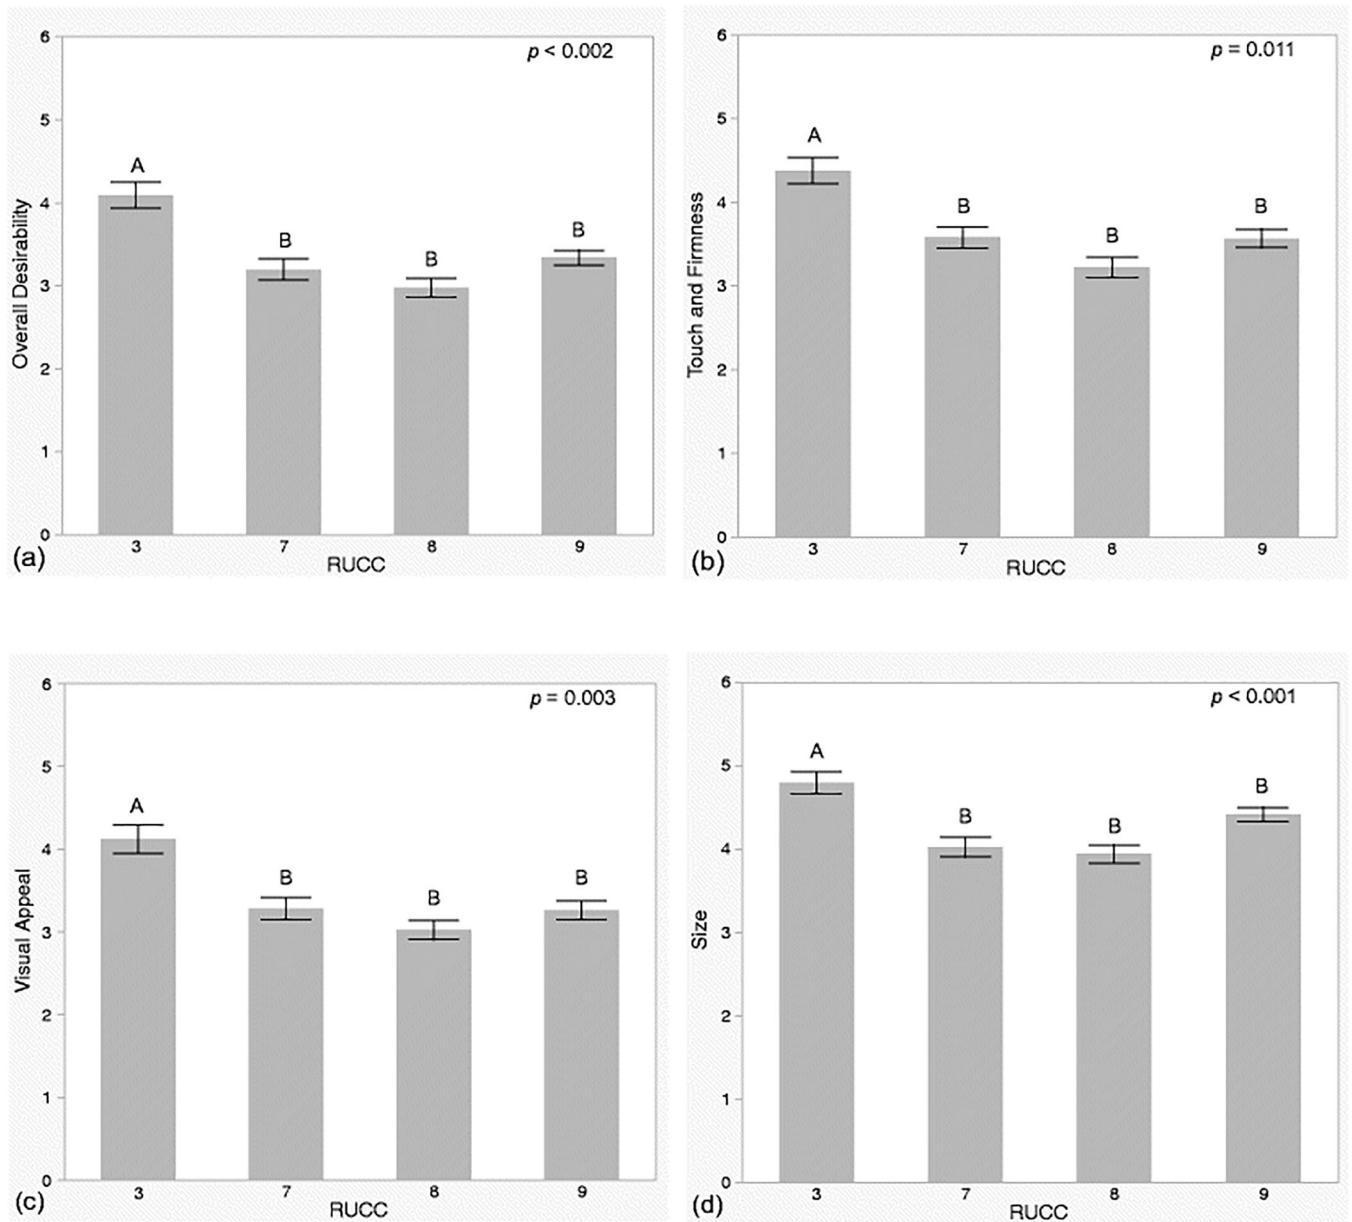 p < 0.002
6
5
4
3
2
1
0
Overall Desirability
A
B
B
B
3 7 8 9
RUCC
(a)
p = 0.011
6
5
4
3
2
1
0
Touch and Firmness
A
B
B
B
3 7 8 9
RUCC
(b)
p = 0.003
6
5
4
3
2
1
0
Visual Appeal
A
B
B
B
3 7 8 9
RUCC
(c)
p < 0.001
6
5
4
3
2
1
0
Size
A
B
B
B
3 7 8 9
RUCC
(d)